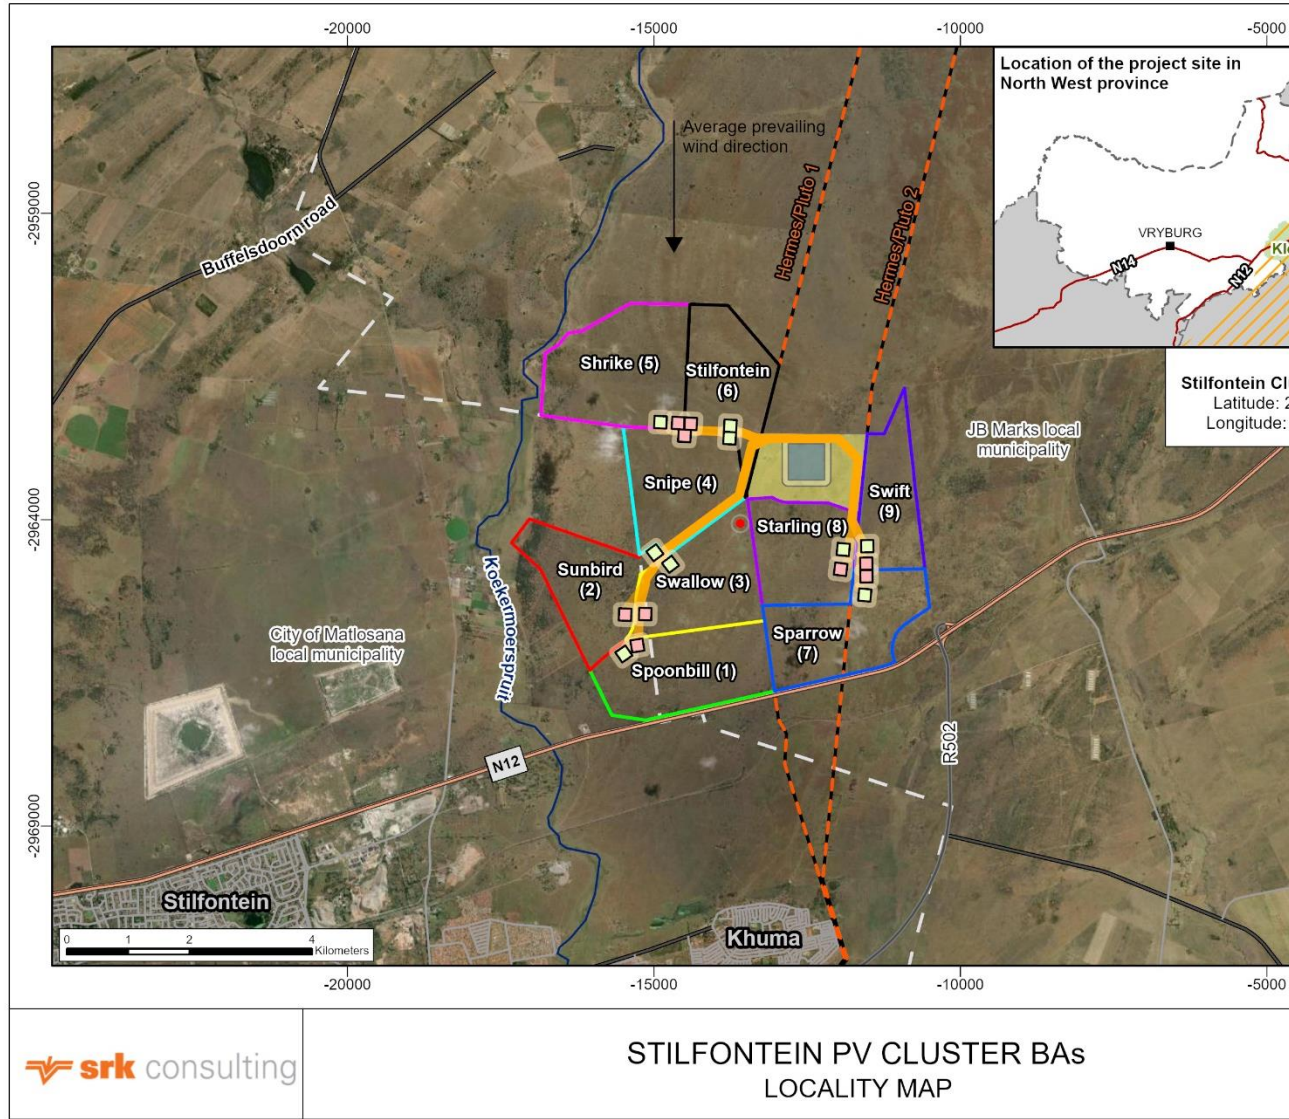 -20000
-15000
-10000
-5000
Location of the project site in
North West province
VRYBURG
N14
N12
Average prevailing
wind direction
Hermes/Pluto 1
Hermes/Pluto 2
-2959000
Buffelsdoorn road
Shrike (5)
Stilfontein
(6)
Stilfontein
Latitude:
Longitude:
JB Marks local
municipality
Snipe (4)
Swift
(9)
-2964000
Starling (8)
Koekermoerspruit
Sunbird
(2)
Swallow (3)
City of Matlosana
local municipality
Sparrow
(7)
Spoonbill (1)
R502
N12
-2969000
Stilfontein
Khuma
0 1 2 4
Kilometers
-20000
-15000
-10000
-5000
srk consulting
STILFONTEIN PV CLUSTER BAs
LOCALITY MAP